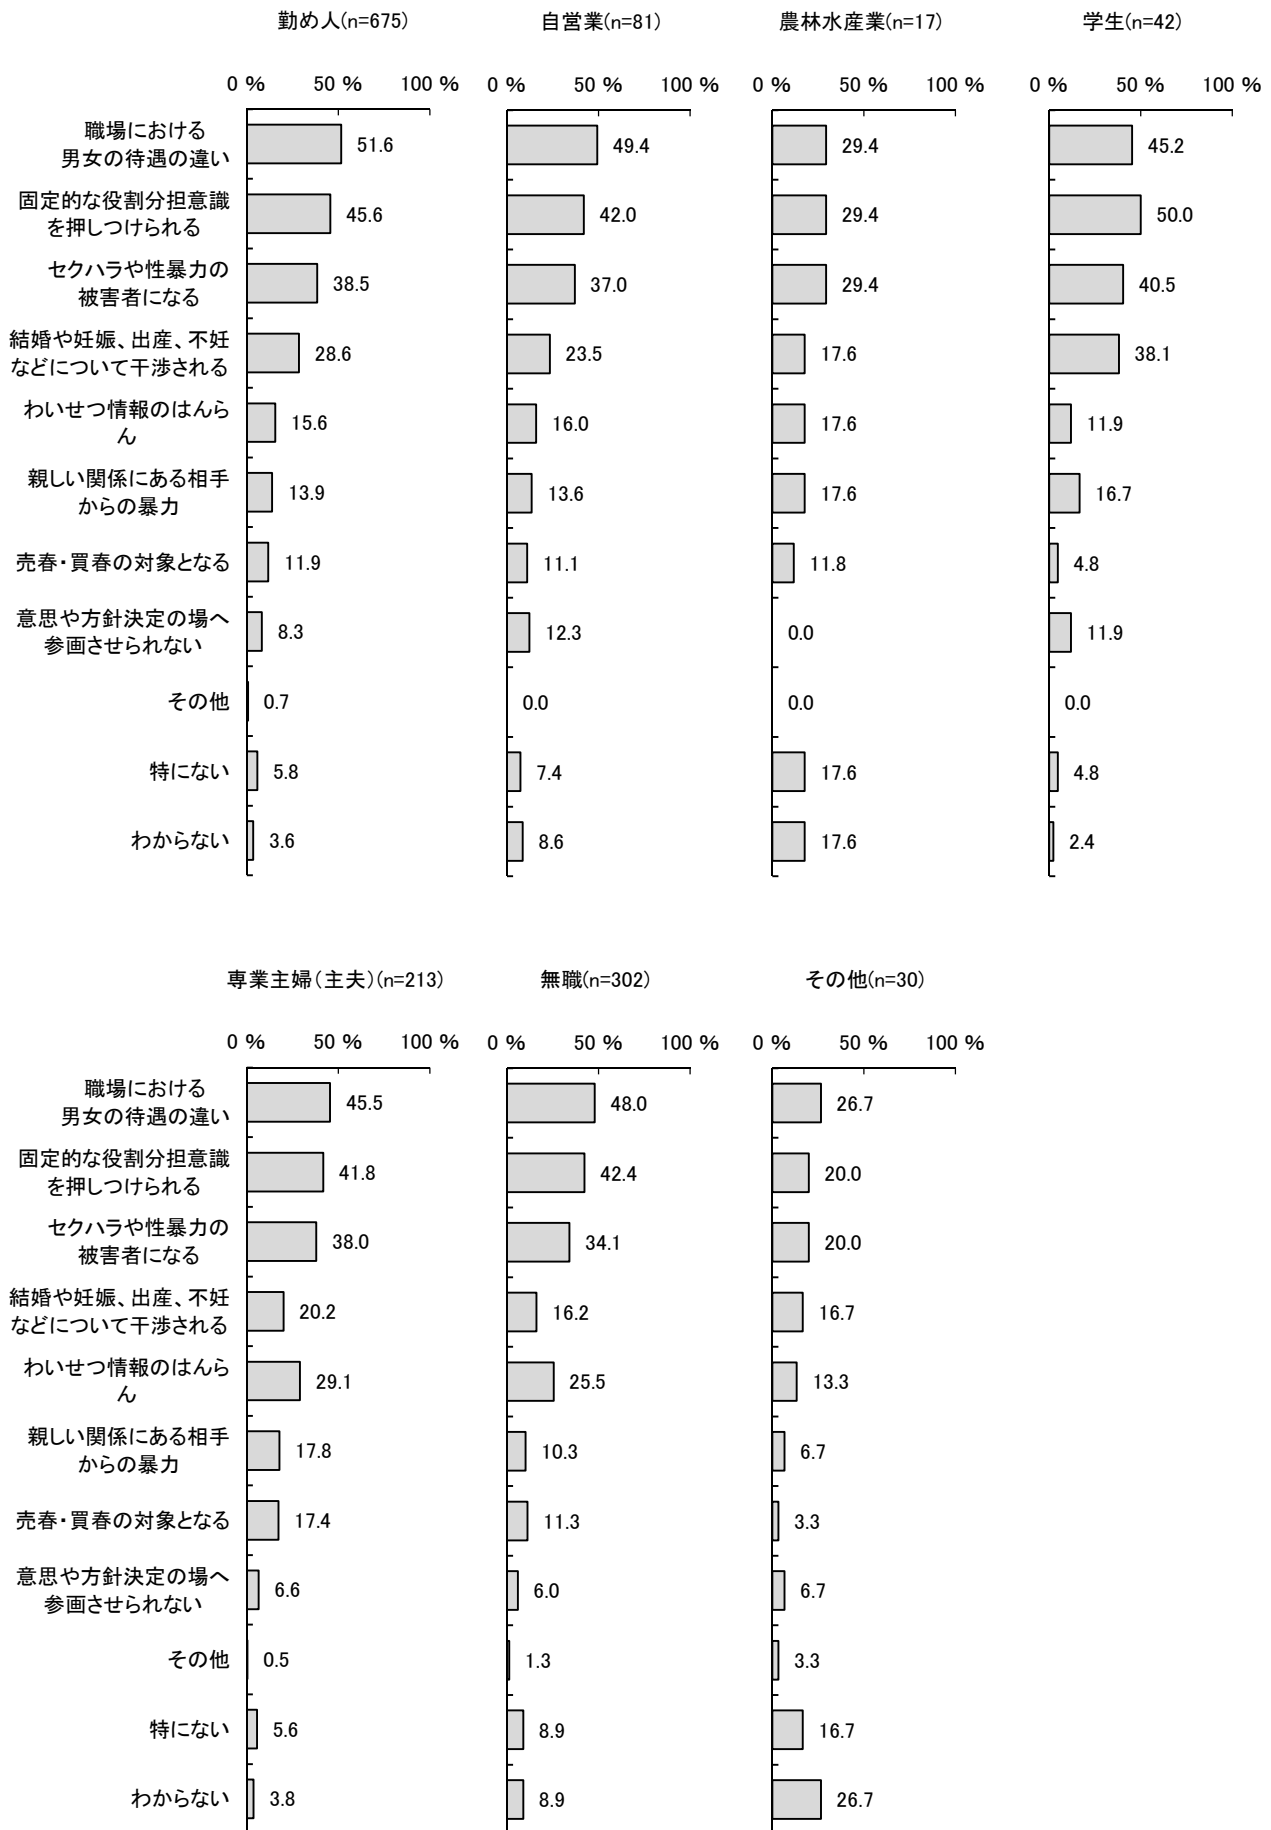 勤め人(n=675) 自営業(n=81) 農林水産業(n=17) 学生(n=42)
0 % 50 % 100 % 0 % 50 % 100 % 0 % 50 % 100 % 0 % 50 % 100 %
職場における
男女の待遇の違い 51.6 49.4 29.4 45.2
固定的な役割分担意識
を押しつけられる 45.6 42.0 29.4 50.0
セクハラや性暴力の
被害者になる 38.5 37.0 29.4 40.5
結婚や妊娠、出産、不妊
などについて干渉される 28.6 23.5 17.6 38.1
わいせつ情報のはんら
ん 15.6 16.0 17.6 11.9
親しい関係にある相手
からの暴力 13.9 13.6 17.6 16.7
売春・買春の対象となる 11.9 11.1 11.8 4.8
意思や方針決定の場へ
参画させられない 8.3 12.3 0.0 11.9
その他 0.7 0.0 0.0 0.0
特にない 5.8 7.4 17.6 4.8
わからない 3.6 8.6 17.6 2.4
専業主婦(主夫)(n=213) 無職(n=302) その他(n=30)
0 % 50 % 100 % 0 % 50 % 100 % 0 % 50 % 100 %
職場における
男女の待遇の違い 45.5 48.0 26.7
固定的な役割分担意識
を押しつけられる 41.8 42.4 20.0
セクハラや性暴力の
被害者になる 38.0 34.1 20.0
結婚や妊娠、出産、不妊
などについて干渉される 20.2 16.2 16.7
わいせつ情報のはんら
ん 29.1 25.5 13.3
親しい関係にある相手
からの暴力 17.8 10.3 6.7
売春・買春の対象となる 17.4 11.3 3.3
意思や方針決定の場へ
参画させられない 6.6 6.0 6.7
その他 0.5 1.3 3.3
特にない 5.6 8.9 16.7
わからない 3.8 8.9 26.7